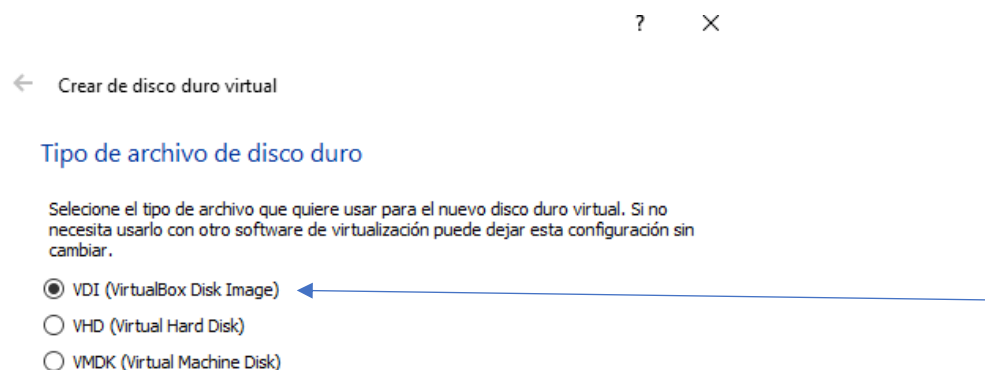 ?
Crear de disco duro virtual
Tipo de archivo de disco duro
Selecione el tipo de archivo que quiere usar para el nuevo disco duro virtual. Si no
necesita usarlo con otro software de virtualización puede dejar esta configuración sin
cambiar.
VDI (VirtualBox Disk Image)
VHD (Virtual Hard Disk)
VMDK (Virtual Machine Disk)